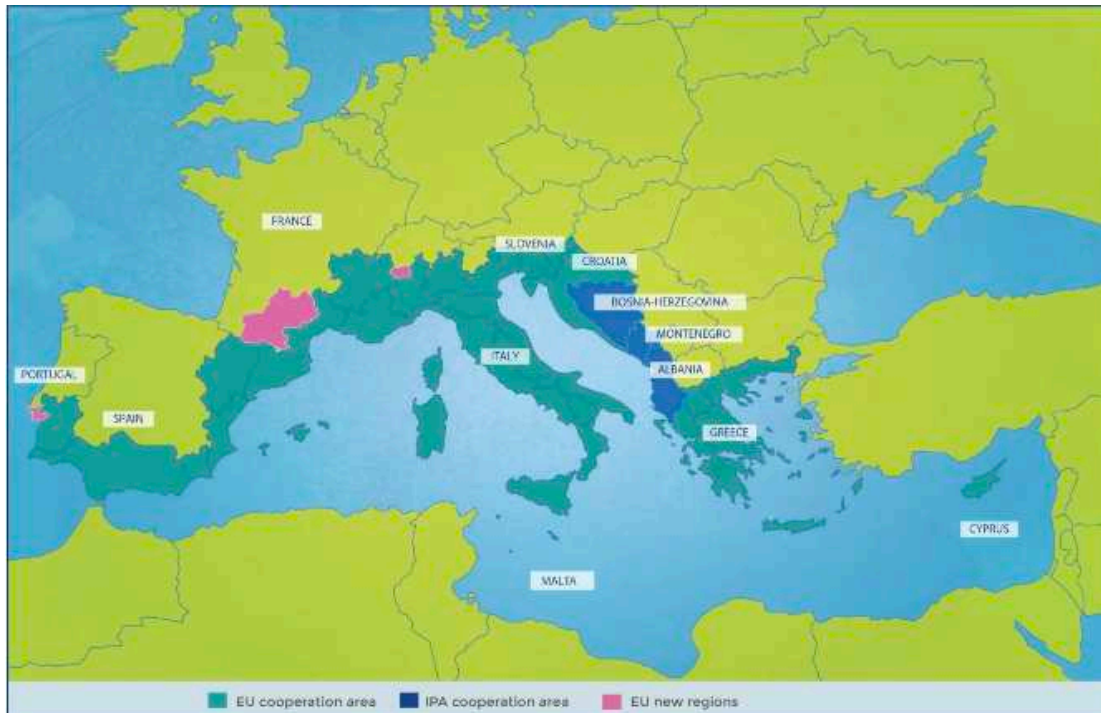 FRANCE
SLOVENIA
CROATIA
BOSNIA-HERZEGOVINA
MONTENEGRO
ITALY
ALBANIA
PORTUGAL
SPAIN
GREECE
CYPRUS
MALTA
EU cooperation area
IPA cooperation area
EU new regions